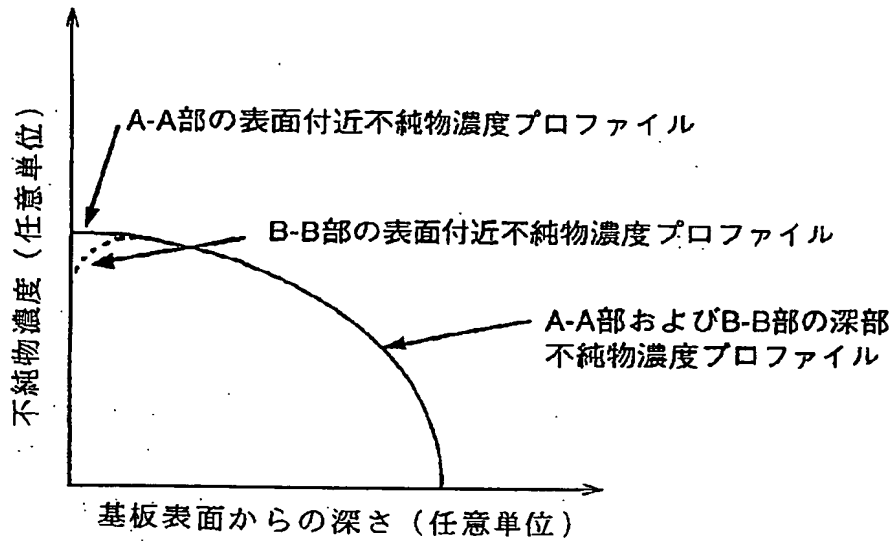 不純物濃度（任意単位）
A-A部の表面付近不純物濃度プロファイル
B-B部の表面付近不純物濃度プロファイル
A-A部およびB-B部の深部
不純物濃度プロファイル
基板表面からの深さ（任意単位）